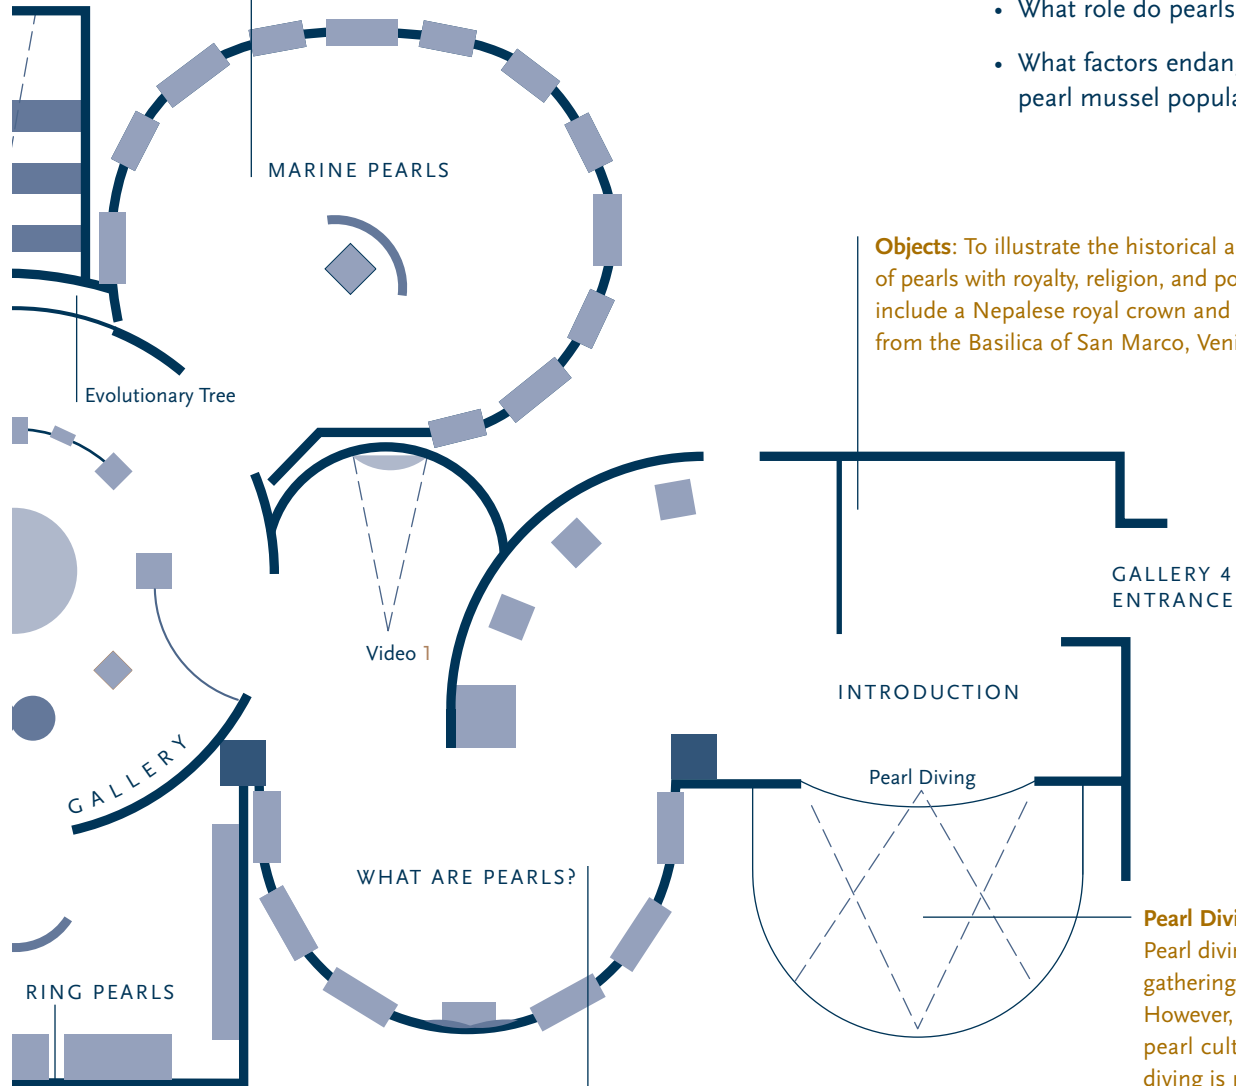 • What role do pearls
• What factors endan
pearl mussel popula
MARINE PEARLS
Objects: To illustrate the historical a
of pearls with royalty, religion, and po
include a Nepalese royal crown and
from the Basilica of San Marco, Veni
Evolutionary Tree
GALLERY 4
ENTRANCE
Video 1
INTRODUCTION
GALLERY
Pearl Diving
WHAT ARE PEARLS?
Pearl Divi
Pearl divin
gathering
However,
pearl cult
diving is
RING PEARLS